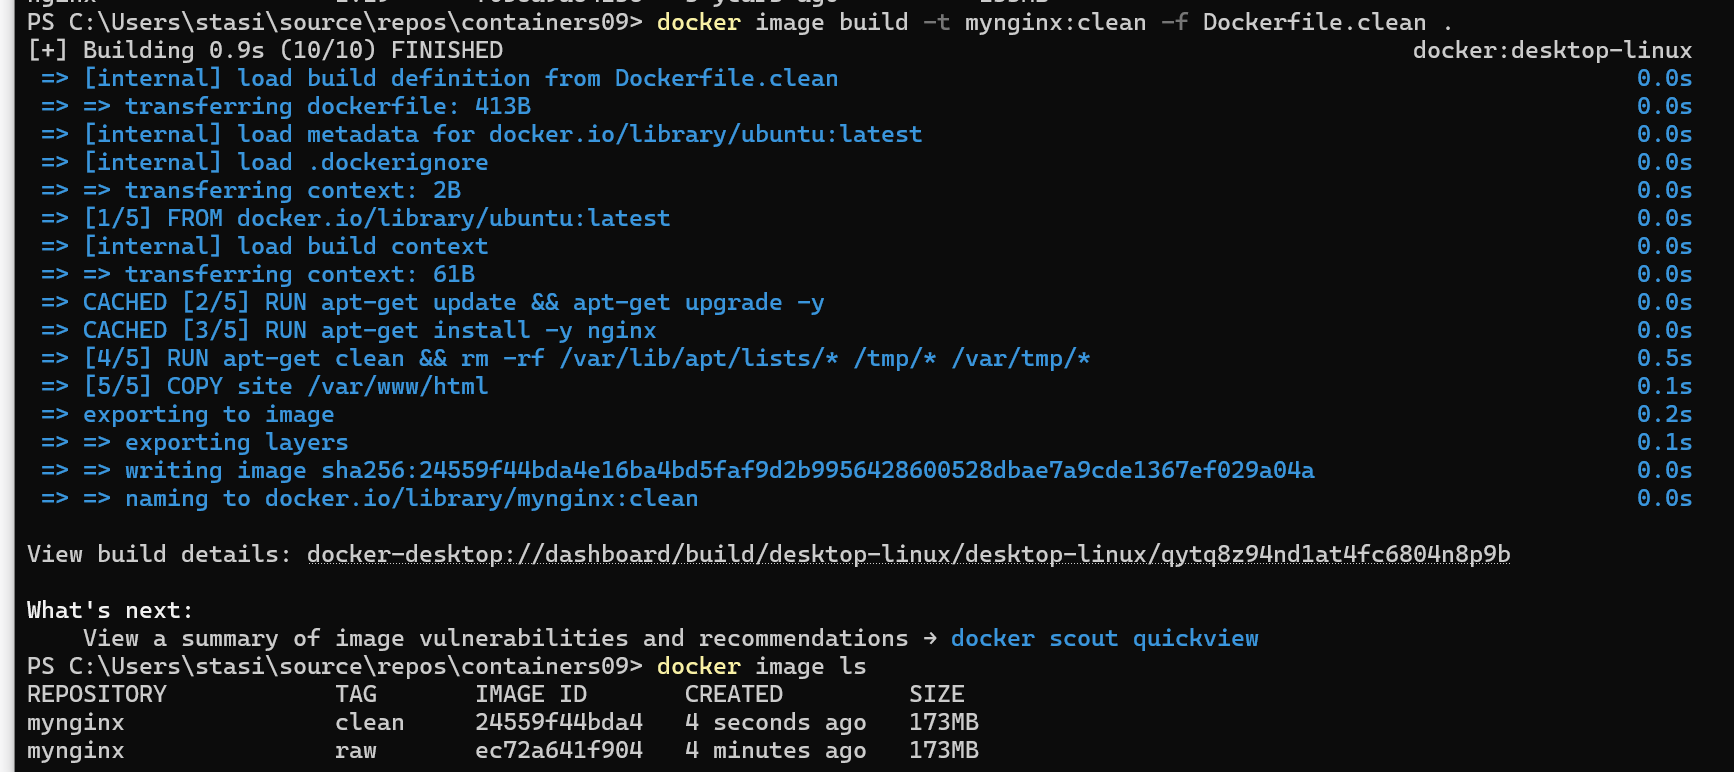 PS C:\Users\stasi\source\repos\containers09> docker image build -t mynginx:clean -f Dockerfile.clean .
[+] Building 0.9s (10/10) FINISHED docker:desktop-linux
=> [internal] load build definition from Dockerfile.clean 0.0s
=> => transferring dockerfile: 413B 0.0s
=> [internal] load metadata for docker.io/library/ubuntu:latest 0.0s
=> [internal] load .dockerignore 0.0s
=> => transferring context: 2B 0.0s
=> [1/5] FROM docker.io/library/ubuntu:latest 0.0s
=> [internal] load build context 0.0s
=> => transferring context: 61B 0.0s
=> CACHED [2/5] RUN apt-get update && apt-get upgrade -y 0.0s
=> CACHED [3/5] RUN apt-get install -y nginx 0.0s
=> [4/5] RUN apt-get clean && rm -rf /var/lib/apt/lists/* /tmp/* /var/tmp/* 0.5s
=> [5/5] COPY site /var/www/html 0.1s
=> exporting to image 0.2s
=> => exporting layers 0.1s
=> => writing image sha256:24559f44bda4e16ba4bd5faf9d2b9956428600528dbae7a9cde1367ef029a04a 0.0s
=> => naming to docker.io/library/mynginx:clean 0.0s
View build details: docker-desktop://dashboard/build/desktop-linux/desktop-linux/qytq8z94nd1at4fc6804n8p9b
What's next:
View a summary of image vulnerabilities and recommendations → docker scout quickview
PS C:\Users\stasi\source\repos\containers09> docker image ls
REPOSITORY TAG IMAGE ID CREATED SIZE
mynginx clean 24559f44bda4 4 seconds ago 173MB
mynginx raw ec72a641f904 4 minutes ago 173MB